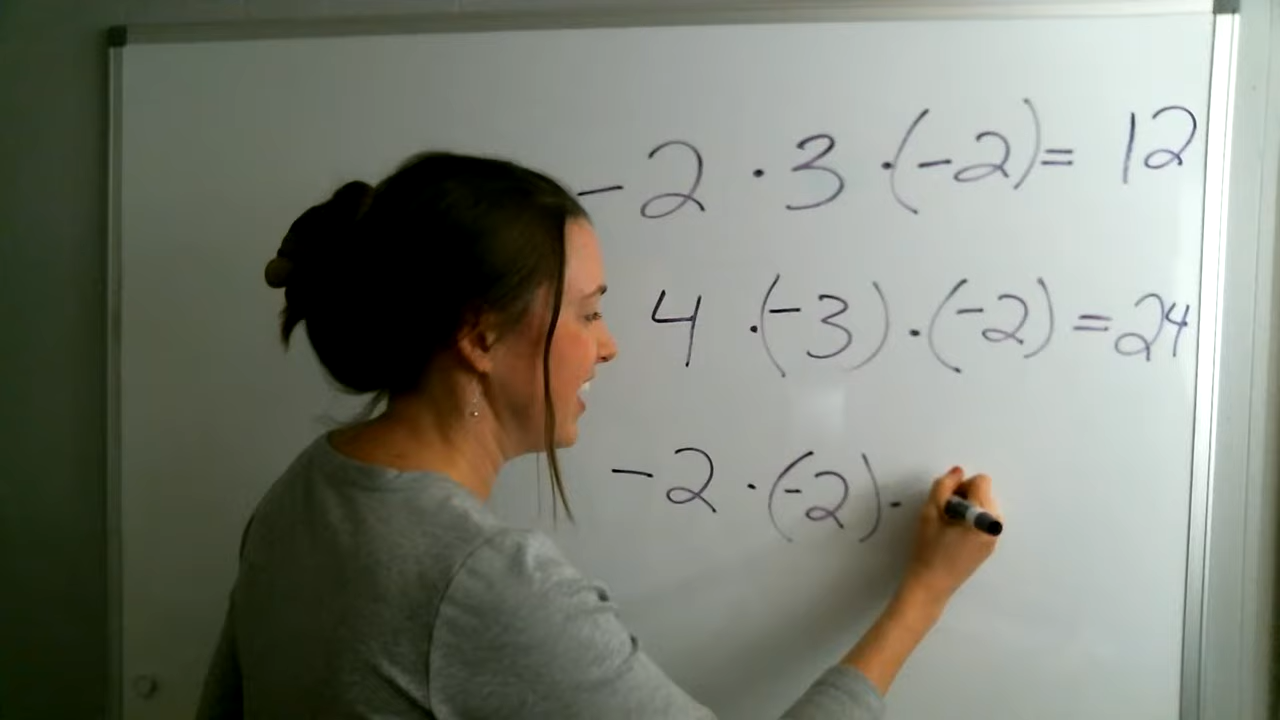 -2 · 3 · (-2) = 12
4 · (-3) · (-2) = 24
-2 · (-2) ·